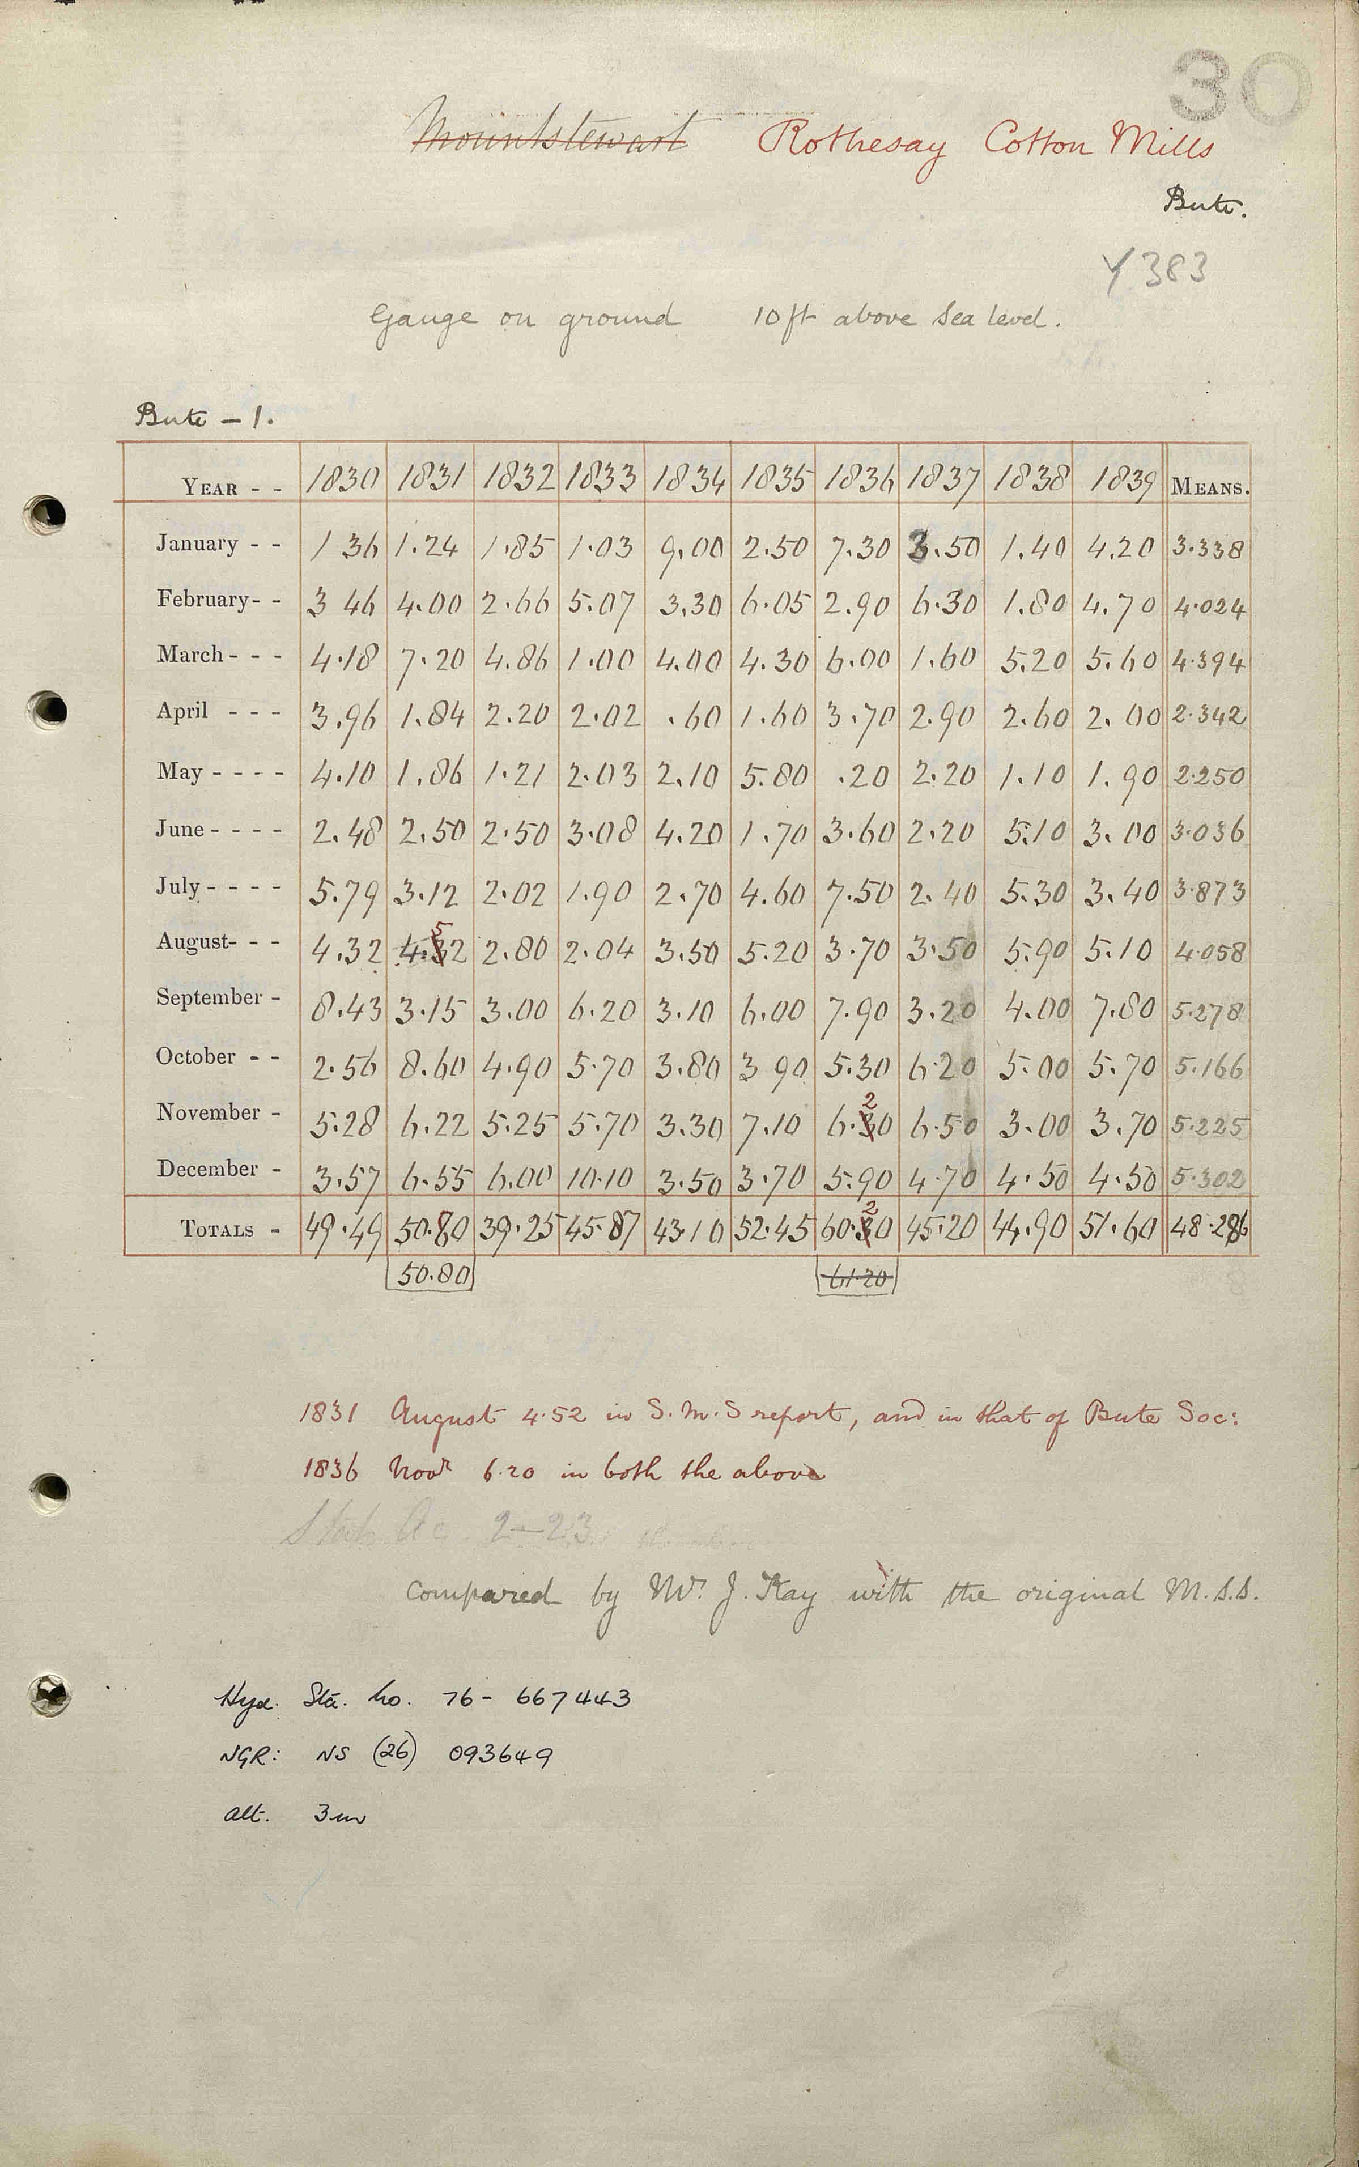 30
Mountstewart Rothesay Cotton Mills
Bute.
Y 383
Gauge on ground 10 ft above Sea level.
Bute – 1.
YEAR - - 1830 1831 1832 1833 1834 1835 1836 1837 1838 1839 MEANS.
January - - 1 36 1.24 1.85 1.03 9.00 2.50 7.30 3.50 1.40 4.20 3.338
February - - 3 46 4.00 2.66 5.07 3.30 6.05 2.90 6.30 1.80 4.70 4.024
March - - - 4.18 7.20 4.86 1.00 4.00 4.30 6.00 1.60 5.20 5.60 4.394
April - - - 3.96 1.84 2.20 2.02 .60 1.60 3.70 2.90 2.60 2.00 2.342
May - - - - 4.10 1.86 1.21 2.03 2.10 5.80 .20 2.20 1.10 1.90 2.250
June - - - - 2.48 2.50 2.50 3.08 4.20 1.70 3.60 2.20 5.10 3.00 3.036
July - - - - 5.79 3.12 2.02 1.90 2.70 4.60 7.50 2.40 5.30 3.40 3.873
August - - - 4.32 4.52 2.80 2.04 3.50 5.20 3.70 3.50 5.90 5.10 4.058
September - 8.43 3.15 3.00 6.20 3.10 6.00 7.90 3.20 4.00 7.80 5.278
October - - 2.56 8.60 4.90 5.70 3.80 3 90 5.30 6.20 5.00 5.70 5.166
November - 5.28 6.22 5.25 5.70 3.30 7.10 6.20 6.50 3.00 3.70 5.225
December - 3.57 6.55 6.00 10.10 3.50 3.70 5.90 4.70 4.50 4.50 5.302
TOTALS - 49.49 50.80 39.25 45.87 43.10 52.45 60.20 45.20 44.90 51.60 48.286
50.80 61.20
1831 August 4.52 in S. M. S report, and in that of Bute Soc:
1836 Novr 6.20 in both the above
2–23
Compared by Mr. J. Kay with the original M.S.S.
Hyd. Sta. No. 76- 667443
NGR: NS (26) 093649
alt. 3m